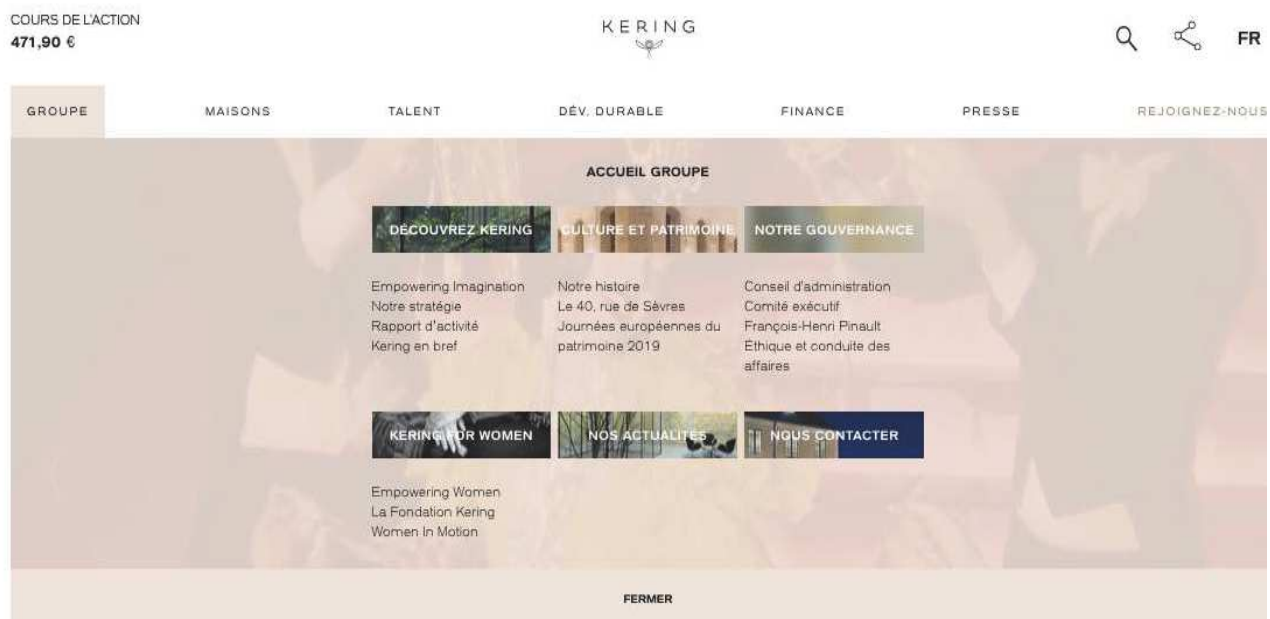 COURS DE L'ACTION
471,90 €
KERING
FR
GROUPE
MAISONS
TALENT
DÉV. DURABLE
FINANCE
PRESSE
REJOIGNEZ-NOUS
ACCUEIL GROUPE
DÉCOUVREZ KERING
Empowering Imagination
Notre stratégie
Rapport d'activité
Kering en bref
CULTURE ET PATRIMOINE
Notre histoire
Le 40, rue de Sèvres
Journées européennes du
patrimoine 2019
NOTRE GOUVERNANCE
Conseil d'administration
Comité exécutif
François-Henri Pinault
Éthique et conduite des
affaires
KERING FOR WOMEN
Empowering Women
La Fondation Kering
Women In Motion
NOS ACTUALITÉS
NOUS CONTACTER
FERMER